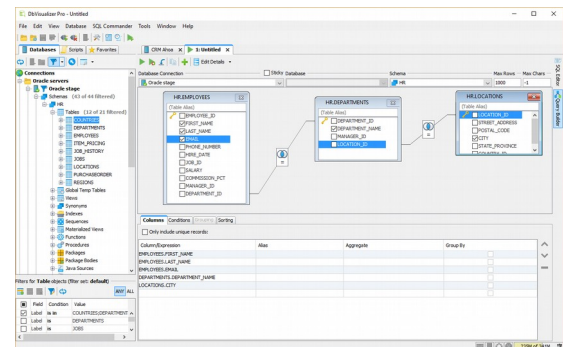 DbVisualizer Pro - Untitled
File Edit View Database SQL Commander Tools Window Help
Databases Scripts Favorites
CRM Ahoa 1: Untitled
Edit Details
Connections
Oracle servers
Oracle stage
Schemas (43 of 44 filtered)
HR
Tables (12 of 21 filtered)
COUNTRIES
DEPARTMENTS
EMPLOYEES
ITEM_PRICING
JOB_HISTORY
JOBS
LOCATIONS
PURCHASEORDER
REGIONS
Global Temp Tables
Views
Synonyms
Indexes
Sequences
Materialized Views
Functions
Procedures
Packages
Package Bodies
Java Sources
Filters for Table objects (filter set: default)
ANY ALL
Field Condition Value
Label is in COUNTRIES;DEPARTMENT
Label is DEPARTMENTS
Label is JOBS
Database Connection Sticky Database Schema Max Rows Max Chars
Oracle stage HR 1000 -1
SQL Editor
Query Builder
HR.EMPLOYEES
(Table Alias)
EMPLOYEE_ID
FIRST_NAME
LAST_NAME
EMAIL
PHONE_NUMBER
HIRE_DATE
JOB_ID
SALARY
COMMISSION_PCT
MANAGER_ID
DEPARTMENT_ID
=
HR.DEPARTMENTS
(Table Alias)
DEPARTMENT_ID
DEPARTMENT_NAME
MANAGER_ID
LOCATION_ID
=
HR.LOCATIONS
(Table Alias)
LOCATION_ID
STREET_ADDRESS
POSTAL_CODE
CITY
STATE_PROVINCE
Columns Conditions Grouping Sorting
Only include unique records:
Column/Expression Alias Aggregate Group By
EMPLOYEES.FIRST_NAME
EMPLOYEES.LAST_NAME
EMPLOYEES.EMAIL
DEPARTMENTS.DEPARTMENT_NAME
LOCATIONS.CITY